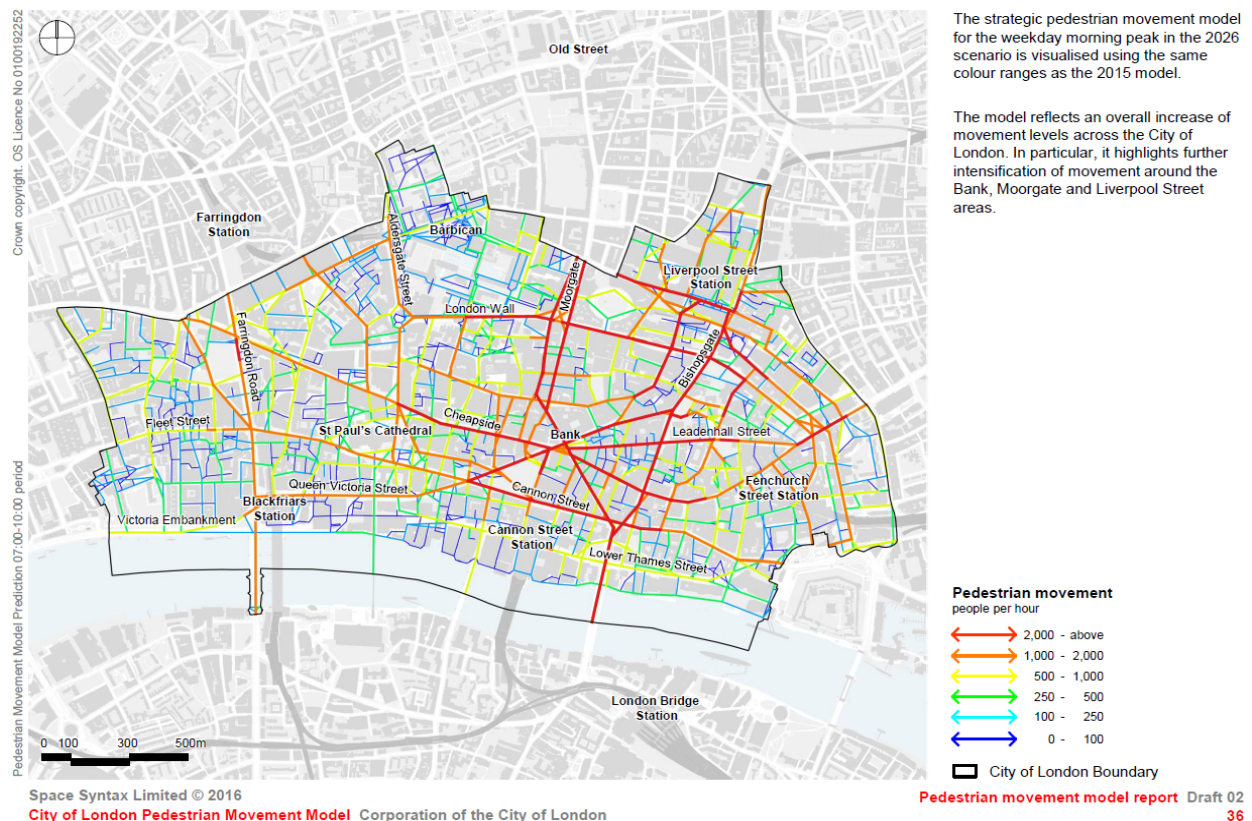 Crown copyright. OS Licence No 0100192252
Pedestrian Movement Model Prediction 07:00-10:00 period
Old Street
Farringdon
Station
Barbican
Aldersgate Street
Liverpool Street
Station
Moorgate
London Wall
Farringdon Road
Bishopsgate
Cheapside
Fleet Street
St Paul's Cathedral
Bank
Leadenhall Street
Queen Victoria Street
Cannon Street
Fenchurch
Street Station
Blackfriars
Station
Victoria Embankment
Cannon Street
Station
Lower Thames Street
London Bridge
Station
0 100 300 500m
The strategic pedestrian movement model
for the weekday morning peak in the 2026
scenario is visualised using the same
colour ranges as the 2015 model.
The model reflects an overall increase of
movement levels across the City of
London. In particular, it highlights further
intensification of movement around the
Bank, Moorgate and Liverpool Street
areas.
Pedestrian movement
people per hour
2,000 - above
1,000 - 2,000
500 - 1,000
250 - 500
100 - 250
0 - 100
City of London Boundary
Space Syntax Limited © 2016
City of London Pedestrian Movement Model Corporation of the City of London
Pedestrian movement model report Draft 02
36